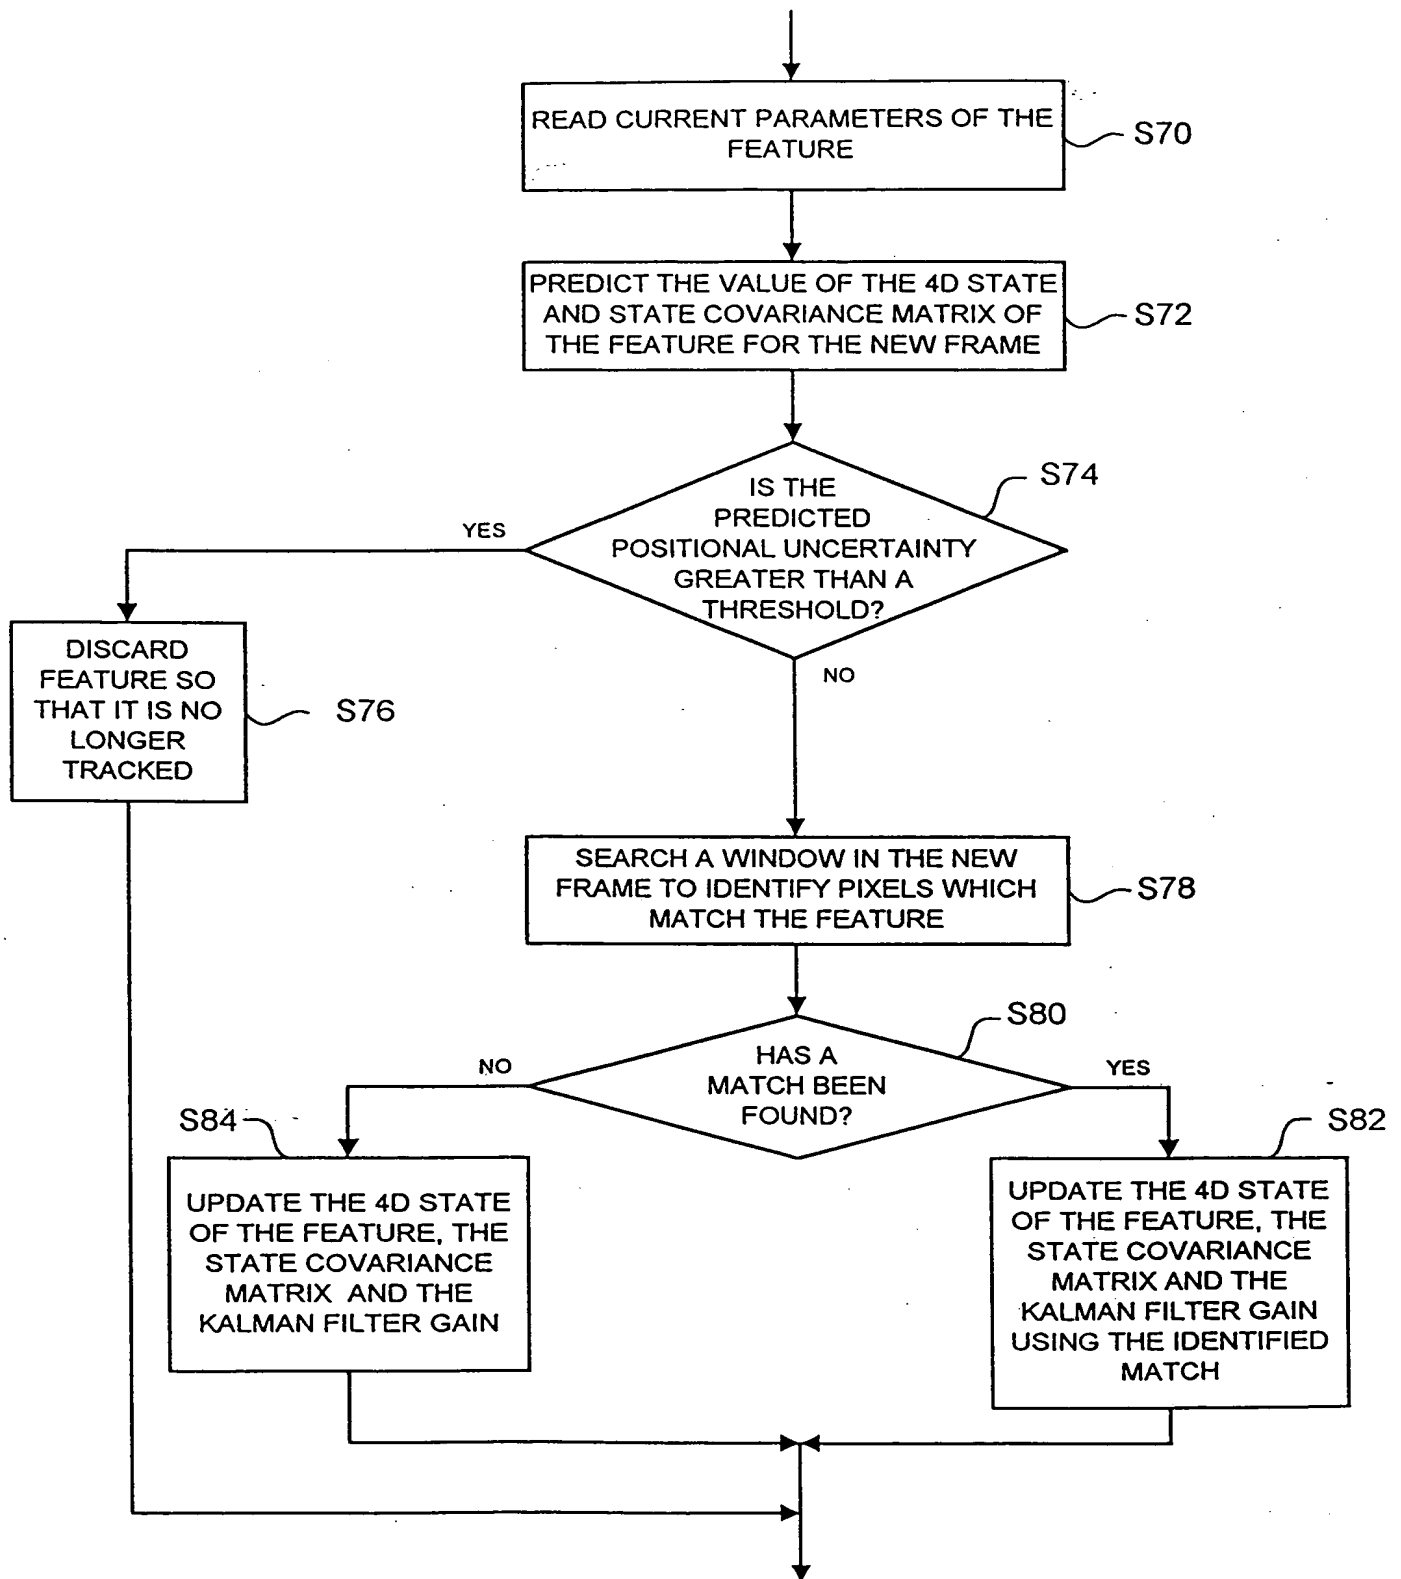 READ CURRENT PARAMETERS OF THE
FEATURE
S70
PREDICT THE VALUE OF THE 4D STATE
AND STATE COVARIANCE MATRIX OF
THE FEATURE FOR THE NEW FRAME
S72
IS THE
PREDICTED
POSITIONAL UNCERTAINTY
GREATER THAN A
THRESHOLD?
S74
YES
NO
DISCARD
FEATURE SO
THAT IT IS NO
LONGER
TRACKED
S76
SEARCH A WINDOW IN THE NEW
FRAME TO IDENTIFY PIXELS WHICH
MATCH THE FEATURE
S78
HAS A
MATCH BEEN
FOUND?
S80
NO
YES
S84
UPDATE THE 4D STATE
OF THE FEATURE, THE
STATE COVARIANCE
MATRIX AND THE
KALMAN FILTER GAIN
S82
UPDATE THE 4D STATE
OF THE FEATURE, THE
STATE COVARIANCE
MATRIX AND THE
KALMAN FILTER GAIN
USING THE IDENTIFIED
MATCH